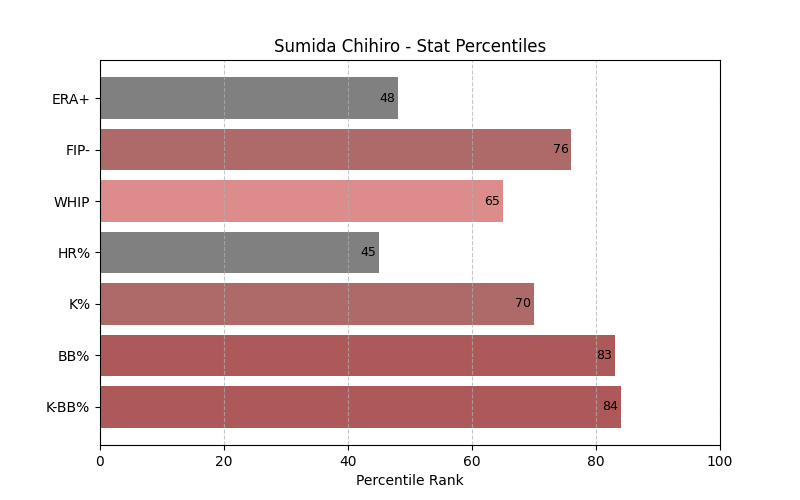 Sumida Chihiro - Stat Percentiles
ERA+ 48
FIP- 76
WHIP 65
HR% 45
K% 70
BB% 83
K-BB% 84
0 20 40 60 80 100
Percentile Rank